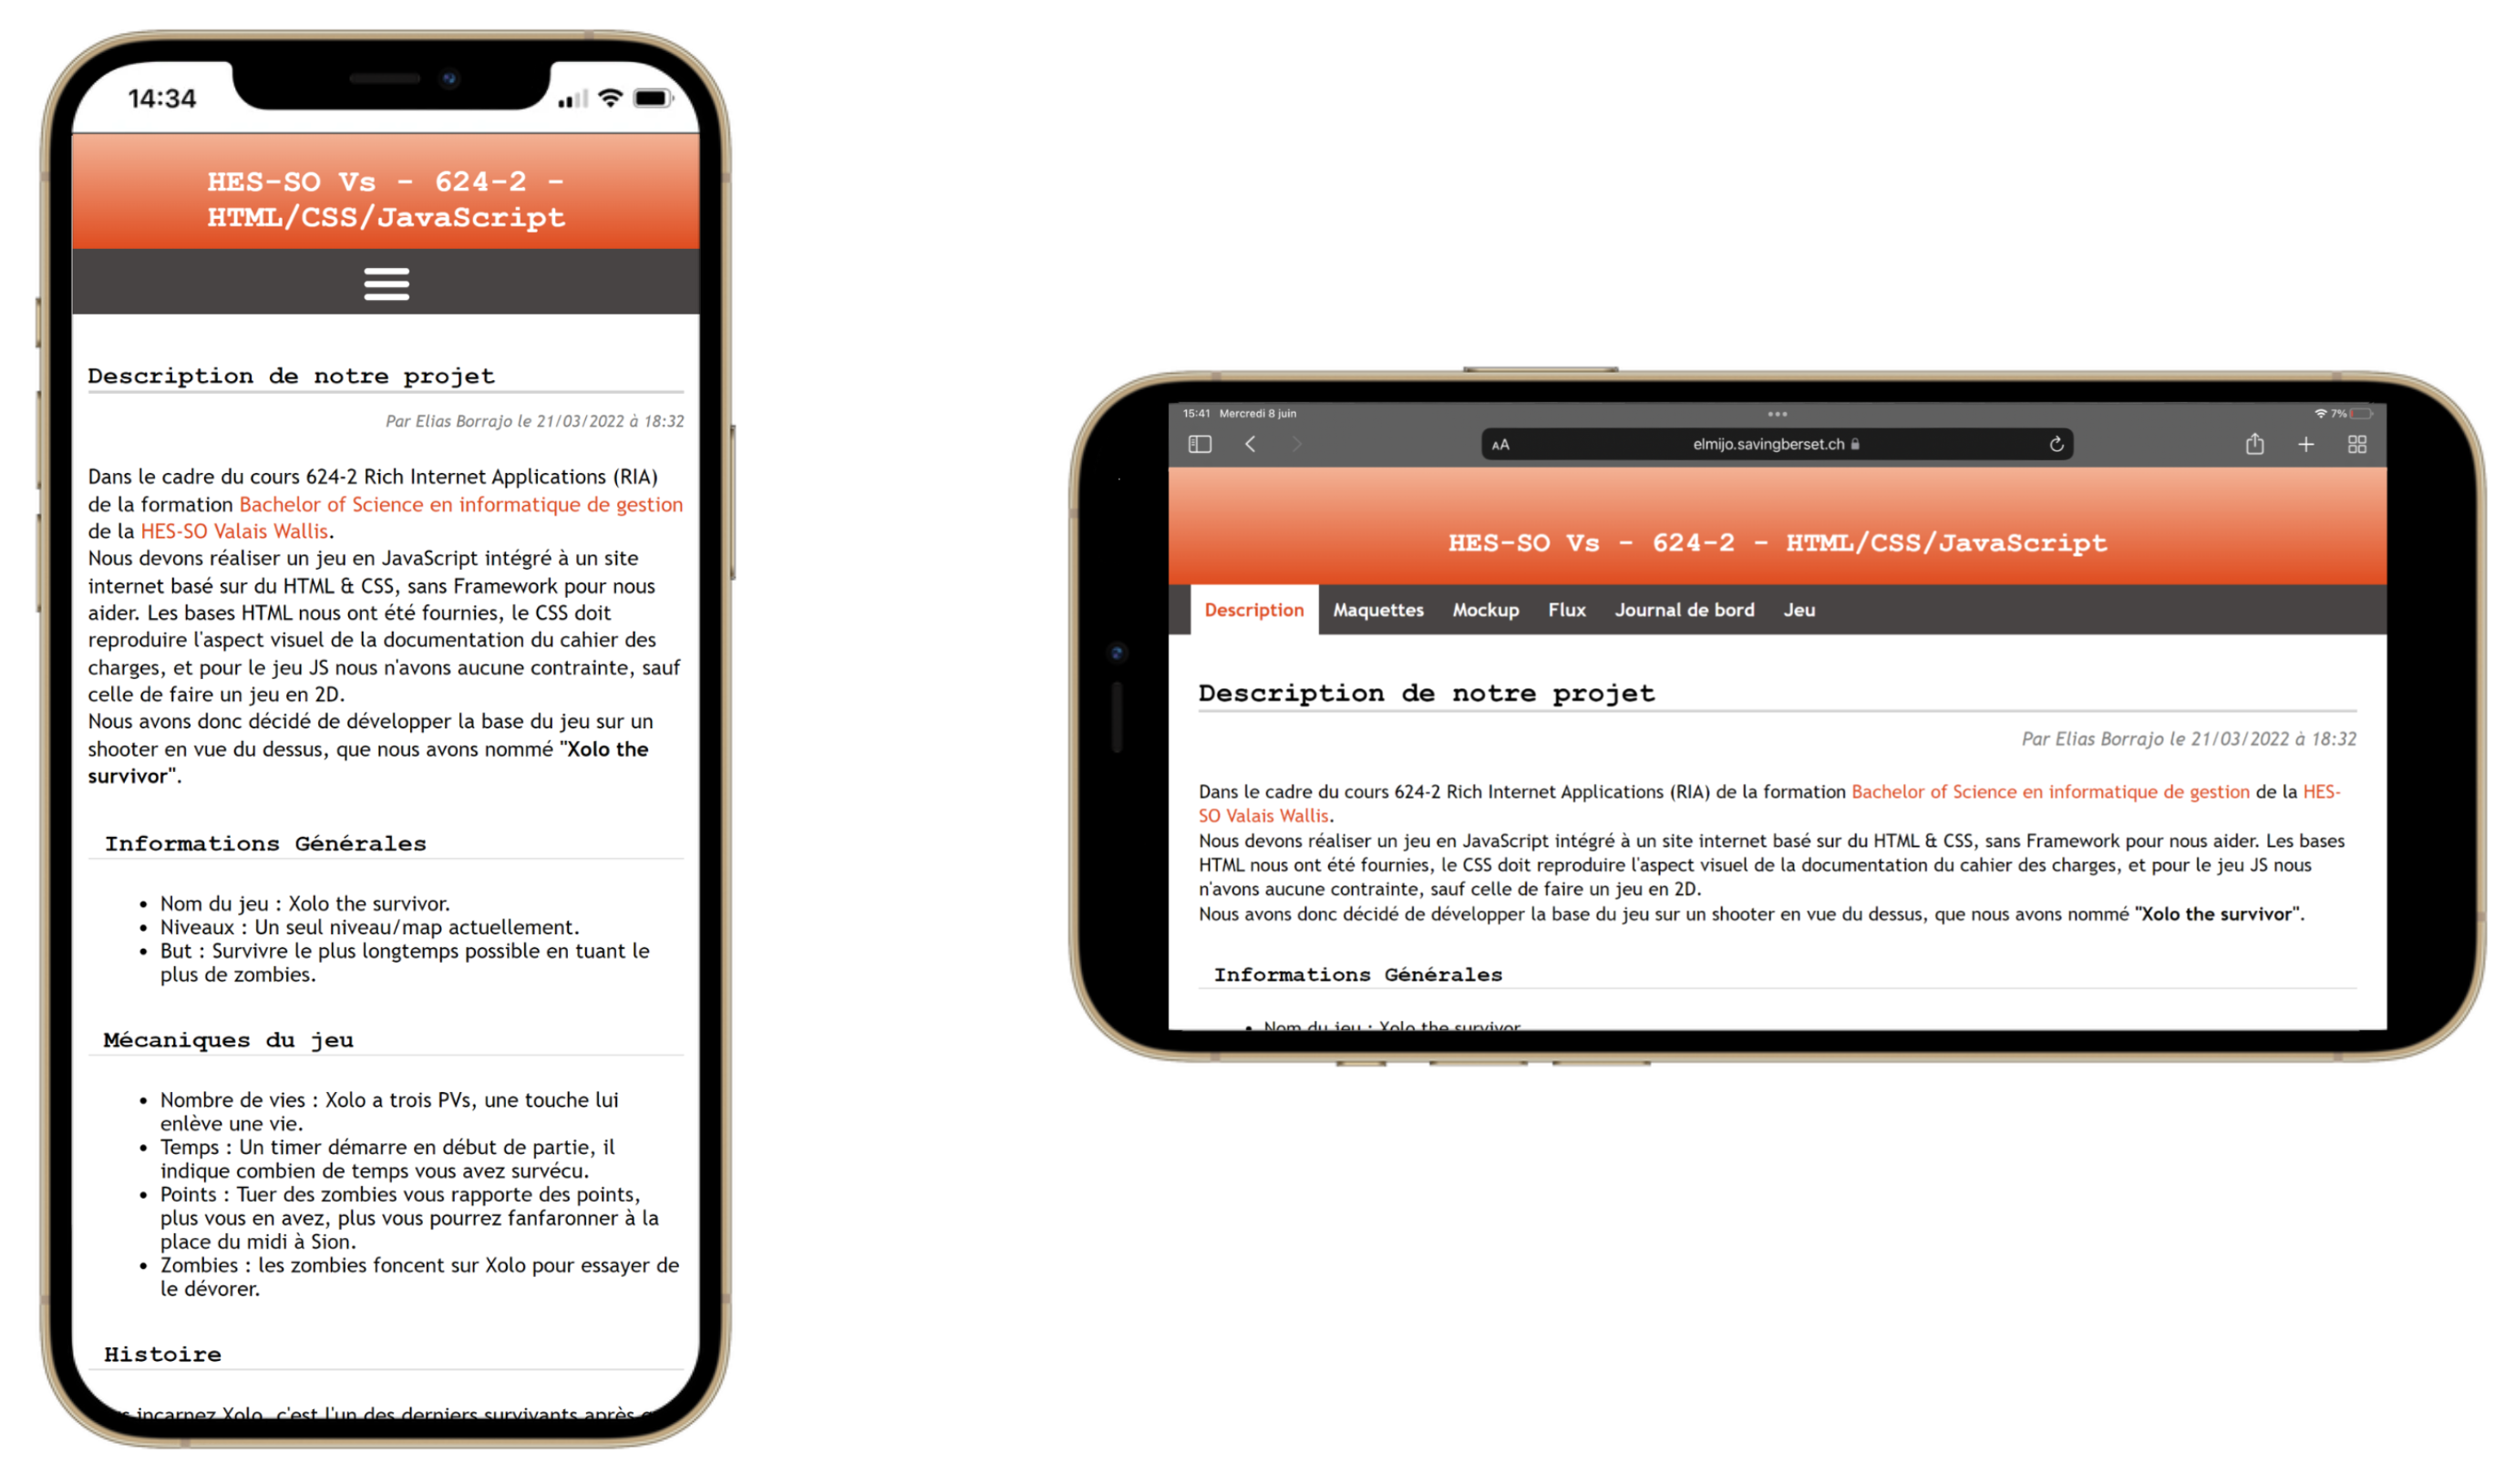 14:34
HES-SO Vs - 624-2 -
HTML/CSS/JavaScript
Description de notre projet
Par Elias Borrajo le 21/03/2022 à 18:32
Dans le cadre du cours 624-2 Rich Internet Applications (RIA)
de la formation Bachelor of Science en informatique de gestion
de la HES-SO Valais Wallis.
Nous devons réaliser un jeu en JavaScript intégré à un site
internet basé sur du HTML & CSS, sans Framework pour nous
aider. Les bases HTML nous ont été fournies, le CSS doit
reproduire l'aspect visuel de la documentation du cahier des
charges, et pour le jeu JS nous n'avons aucune contrainte, sauf
celle de faire un jeu en 2D.
Nous avons donc décidé de développer la base du jeu sur un
shooter en vue du dessus, que nous avons nommé "Xolo the
survivor".
Informations Générales
• Nom du jeu : Xolo the survivor.
• Niveaux : Un seul niveau/map actuellement.
• But : Survivre le plus longtemps possible en tuant le
plus de zombies.
Mécaniques du jeu
• Nombre de vies : Xolo a trois PVs, une touche lui
enlève une vie.
• Temps : Un timer démarre en début de partie, il
indique combien de temps vous avez survécu.
• Points : Tuer des zombies vous rapporte des points,
plus vous en avez, plus vous pourrez fanfaronner à la
place du midi à Sion.
• Zombies : les zombies foncent sur Xolo pour essayer de
le dévorer.
Histoire
incarnez Xolo, c'est l'un des derniers survivants après
15:41 Mercredi 8 juin
7%
AA elmijo.savingberset.ch
HES-SO Vs - 624-2 - HTML/CSS/JavaScript
Description Maquettes Mockup Flux Journal de bord Jeu
Description de notre projet
Par Elias Borrajo le 21/03/2022 à 18:32
Dans le cadre du cours 624-2 Rich Internet Applications (RIA) de la formation Bachelor of Science en informatique de gestion de la HES-
SO Valais Wallis.
Nous devons réaliser un jeu en JavaScript intégré à un site internet basé sur du HTML & CSS, sans Framework pour nous aider. Les bases
HTML nous ont été fournies, le CSS doit reproduire l'aspect visuel de la documentation du cahier des charges, et pour le jeu JS nous
n'avons aucune contrainte, sauf celle de faire un jeu en 2D.
Nous avons donc décidé de développer la base du jeu sur un shooter en vue du dessus, que nous avons nommé "Xolo the survivor".
Informations Générales
• Nom du jeu : Xolo the survivor